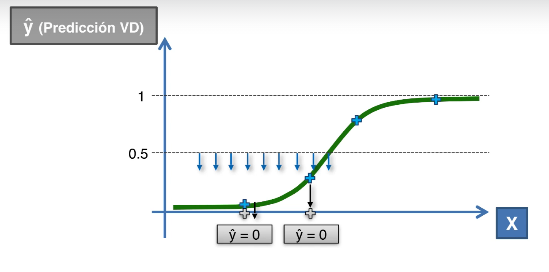 ŷ (Predicción VD)
1
0.5
X
ŷ = 0
ŷ = 0